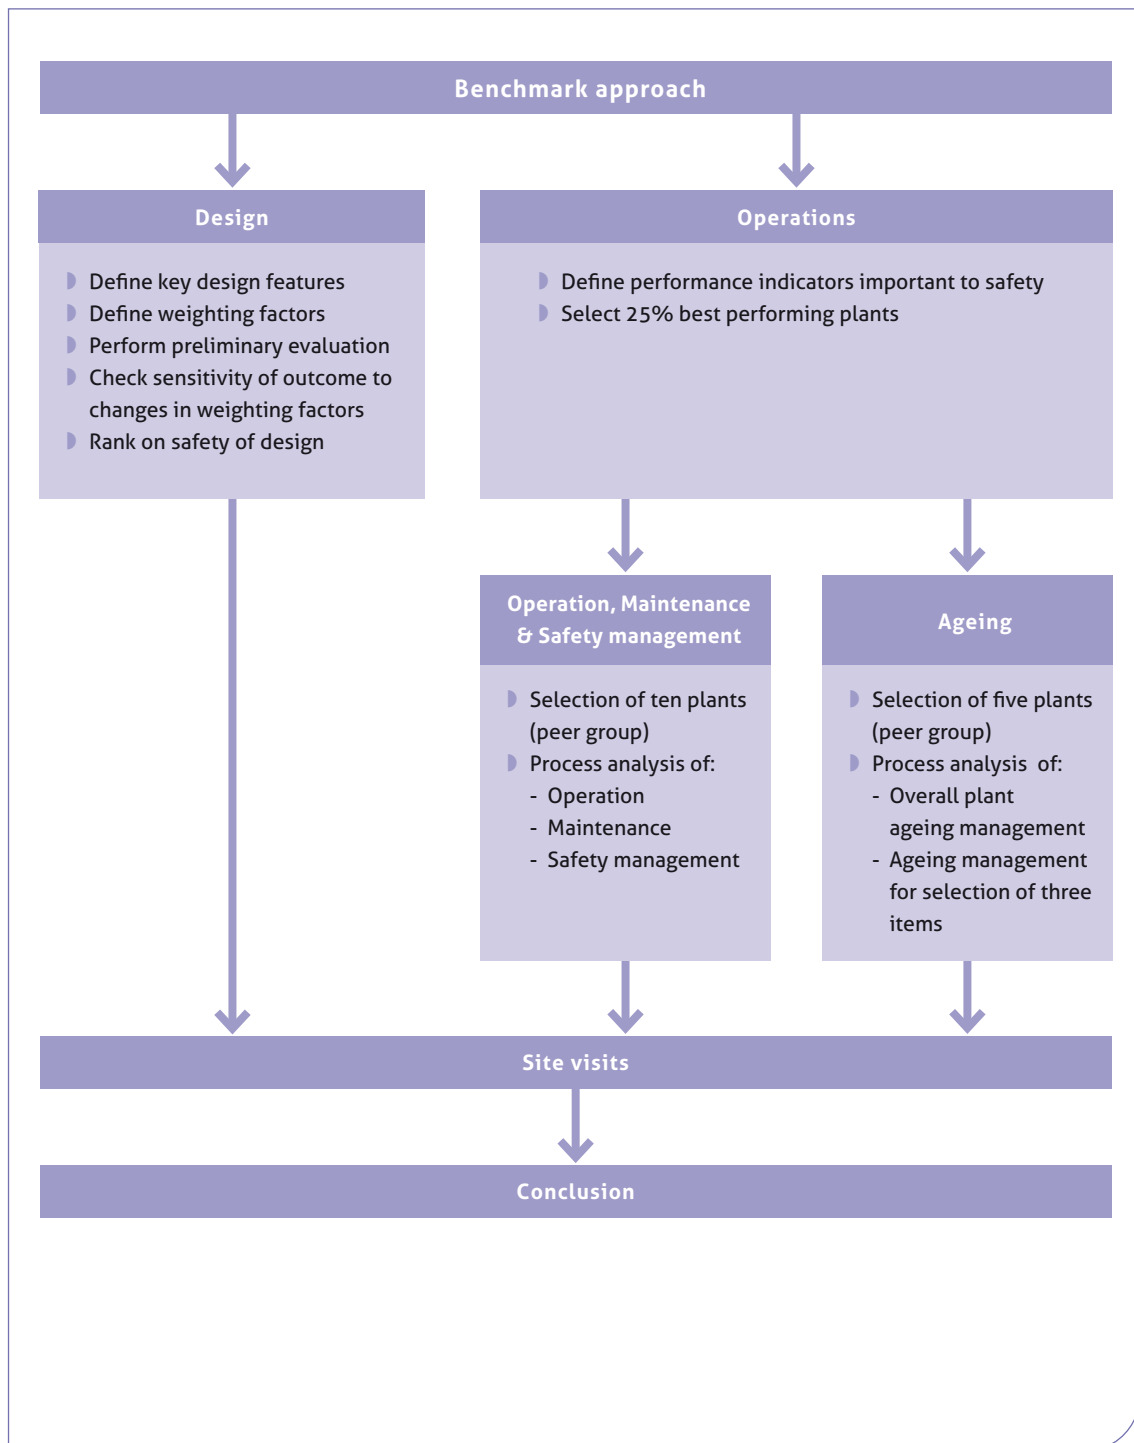 Benchmark approach
Design
Define key design features
Define weighting factors
Perform preliminary evaluation
Check sensitivity of outcome to
changes in weighting factors
Rank on safety of design
Operations
Define performance indicators important to safety
Select 25% best performing plants
Operation, Maintenance
& Safety management
Selection of ten plants
(peer group)
Process analysis of:
- Operation
- Maintenance
- Safety management
Ageing
Selection of five plants
(peer group)
Process analysis of:
- Overall plant
ageing management
- Ageing management
for selection of three
items
Site visits
Conclusion